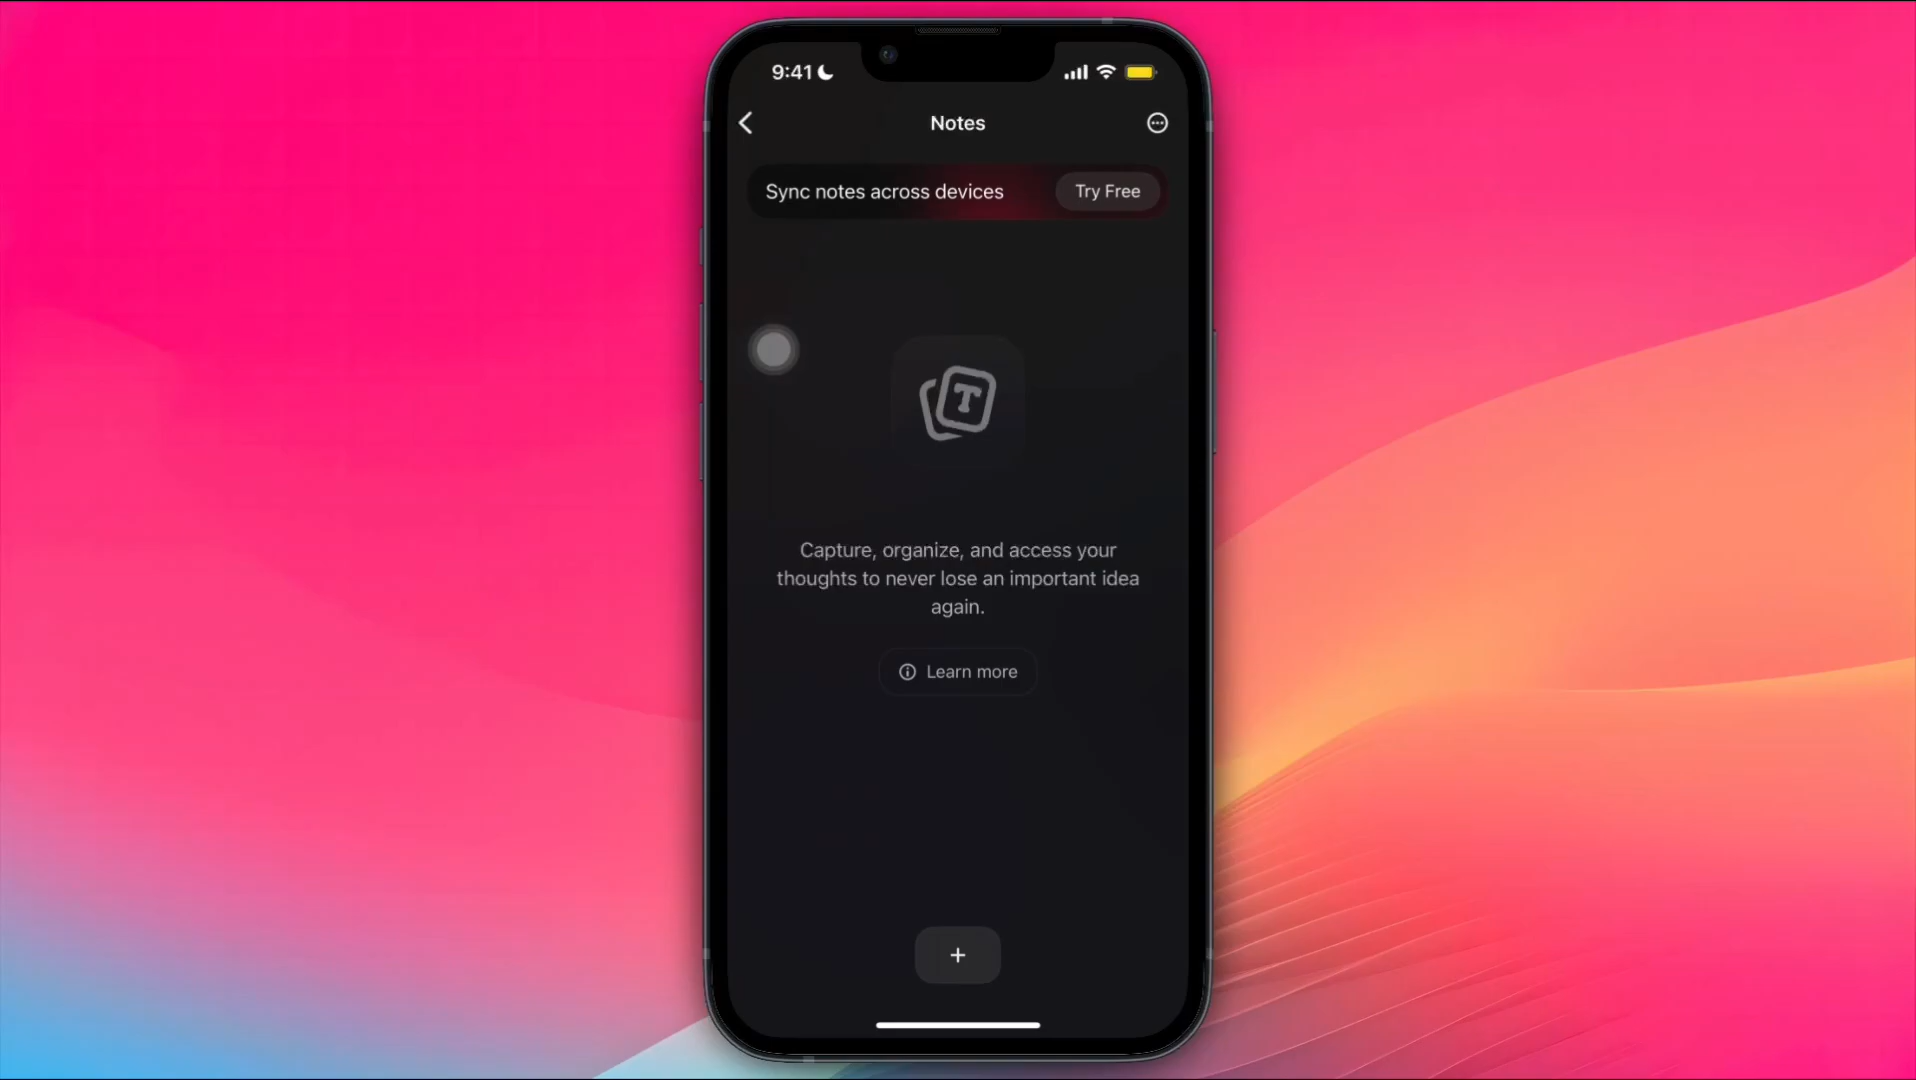 9:41
Notes
Sync notes across devices
Try Free
T
Capture, organize, and access your
thoughts to never lose an important idea
again.
Learn more
+